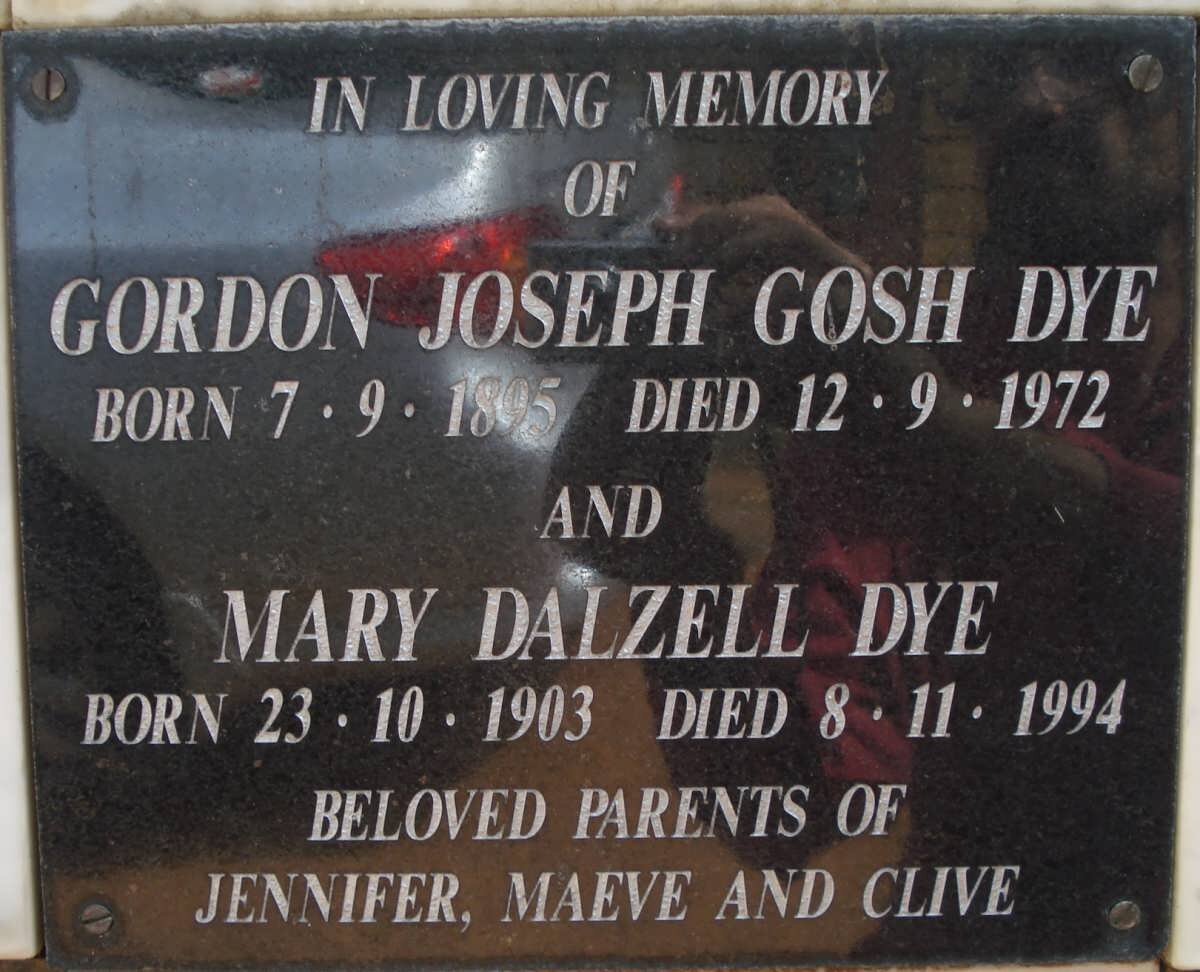 IN LOVING MEMORY
OF
GORDON JOSEPH GOSH DYE
BORN 7 · 9 · 1895 DIED 12 · 9 · 1972
AND
MARY DALZELL DYE
BORN 23 · 10 · 1903 DIED 8 · 11 · 1994
BELOVED PARENTS OF
JENNIFER, MAEVE AND CLIVE